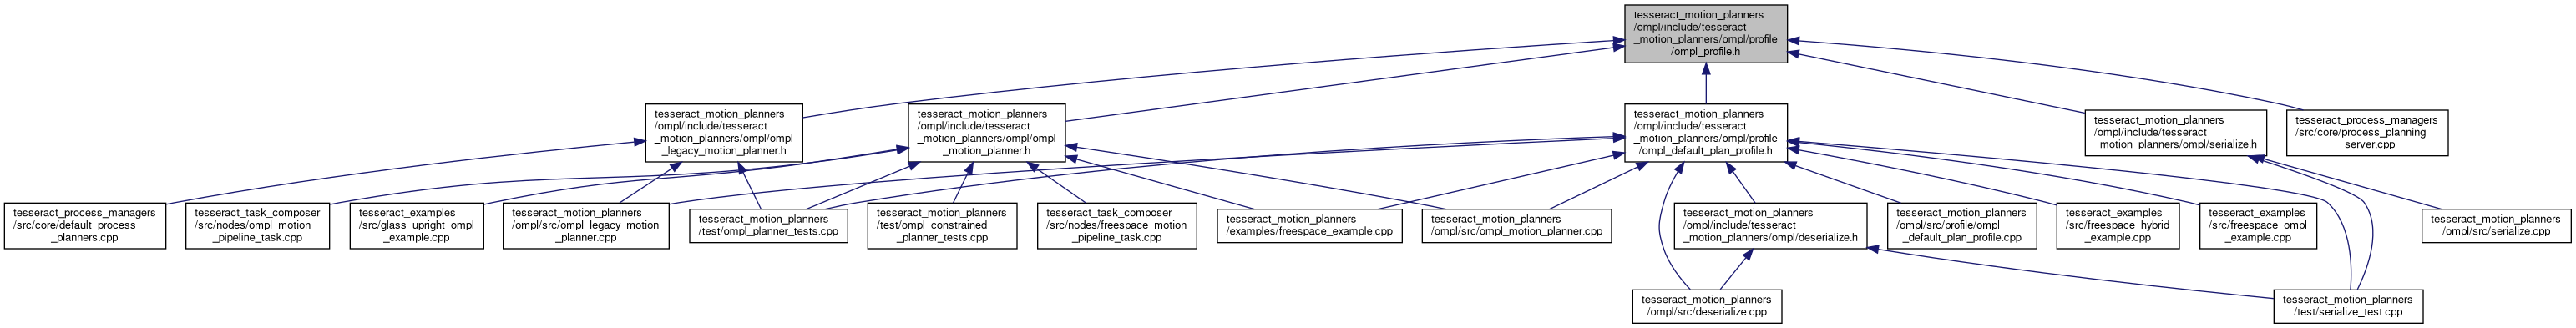 tesseract_motion_planners
/ompl/include/tesseract
_motion_planners/ompl/profile
/ompl_profile.h
tesseract_motion_planners
/ompl/include/tesseract
_motion_planners/ompl/ompl
_legacy_motion_planner.h
tesseract_motion_planners
/ompl/include/tesseract
_motion_planners/ompl/ompl
_motion_planner.h
tesseract_motion_planners
/ompl/include/tesseract
_motion_planners/ompl/profile
/ompl_default_plan_profile.h
tesseract_motion_planners
/ompl/include/tesseract
_motion_planners/ompl/serialize.h
tesseract_process_managers
/src/core/process_planning
_server.cpp
tesseract_process_managers
/src/core/default_process
_planners.cpp
tesseract_task_composer
/src/nodes/ompl_motion
_pipeline_task.cpp
tesseract_examples
/src/glass_upright_ompl
_example.cpp
tesseract_motion_planners
/ompl/src/ompl_legacy_motion
_planner.cpp
tesseract_motion_planners
/test/ompl_planner_tests.cpp
tesseract_motion_planners
/test/ompl_constrained
_planner_tests.cpp
tesseract_task_composer
/src/nodes/freespace_motion
_pipeline_task.cpp
tesseract_motion_planners
/examples/freespace_example.cpp
tesseract_motion_planners
/ompl/src/ompl_motion_planner.cpp
tesseract_motion_planners
/ompl/include/tesseract
_motion_planners/ompl/deserialize.h
tesseract_motion_planners
/ompl/src/profile/ompl
_default_plan_profile.cpp
tesseract_examples
/src/freespace_hybrid
_example.cpp
tesseract_examples
/src/freespace_ompl
_example.cpp
tesseract_motion_planners
/ompl/src/serialize.cpp
tesseract_motion_planners
/ompl/src/deserialize.cpp
tesseract_motion_planners
/test/serialize_test.cpp